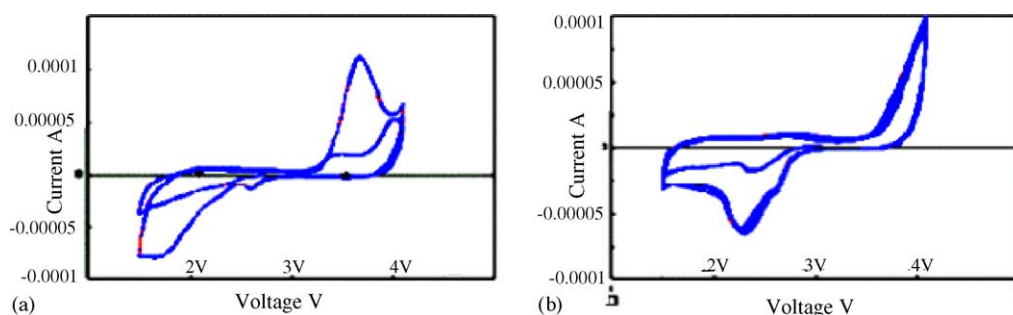 0.0001
0.00005
0
-0.00005
-0.0001
Current A
2V
3V
4V
Voltage V
(a)
0.0001
0.00005
-0.00005
-0.0001
Current A
.2V
.3V
.4V
Voltage V
(b)